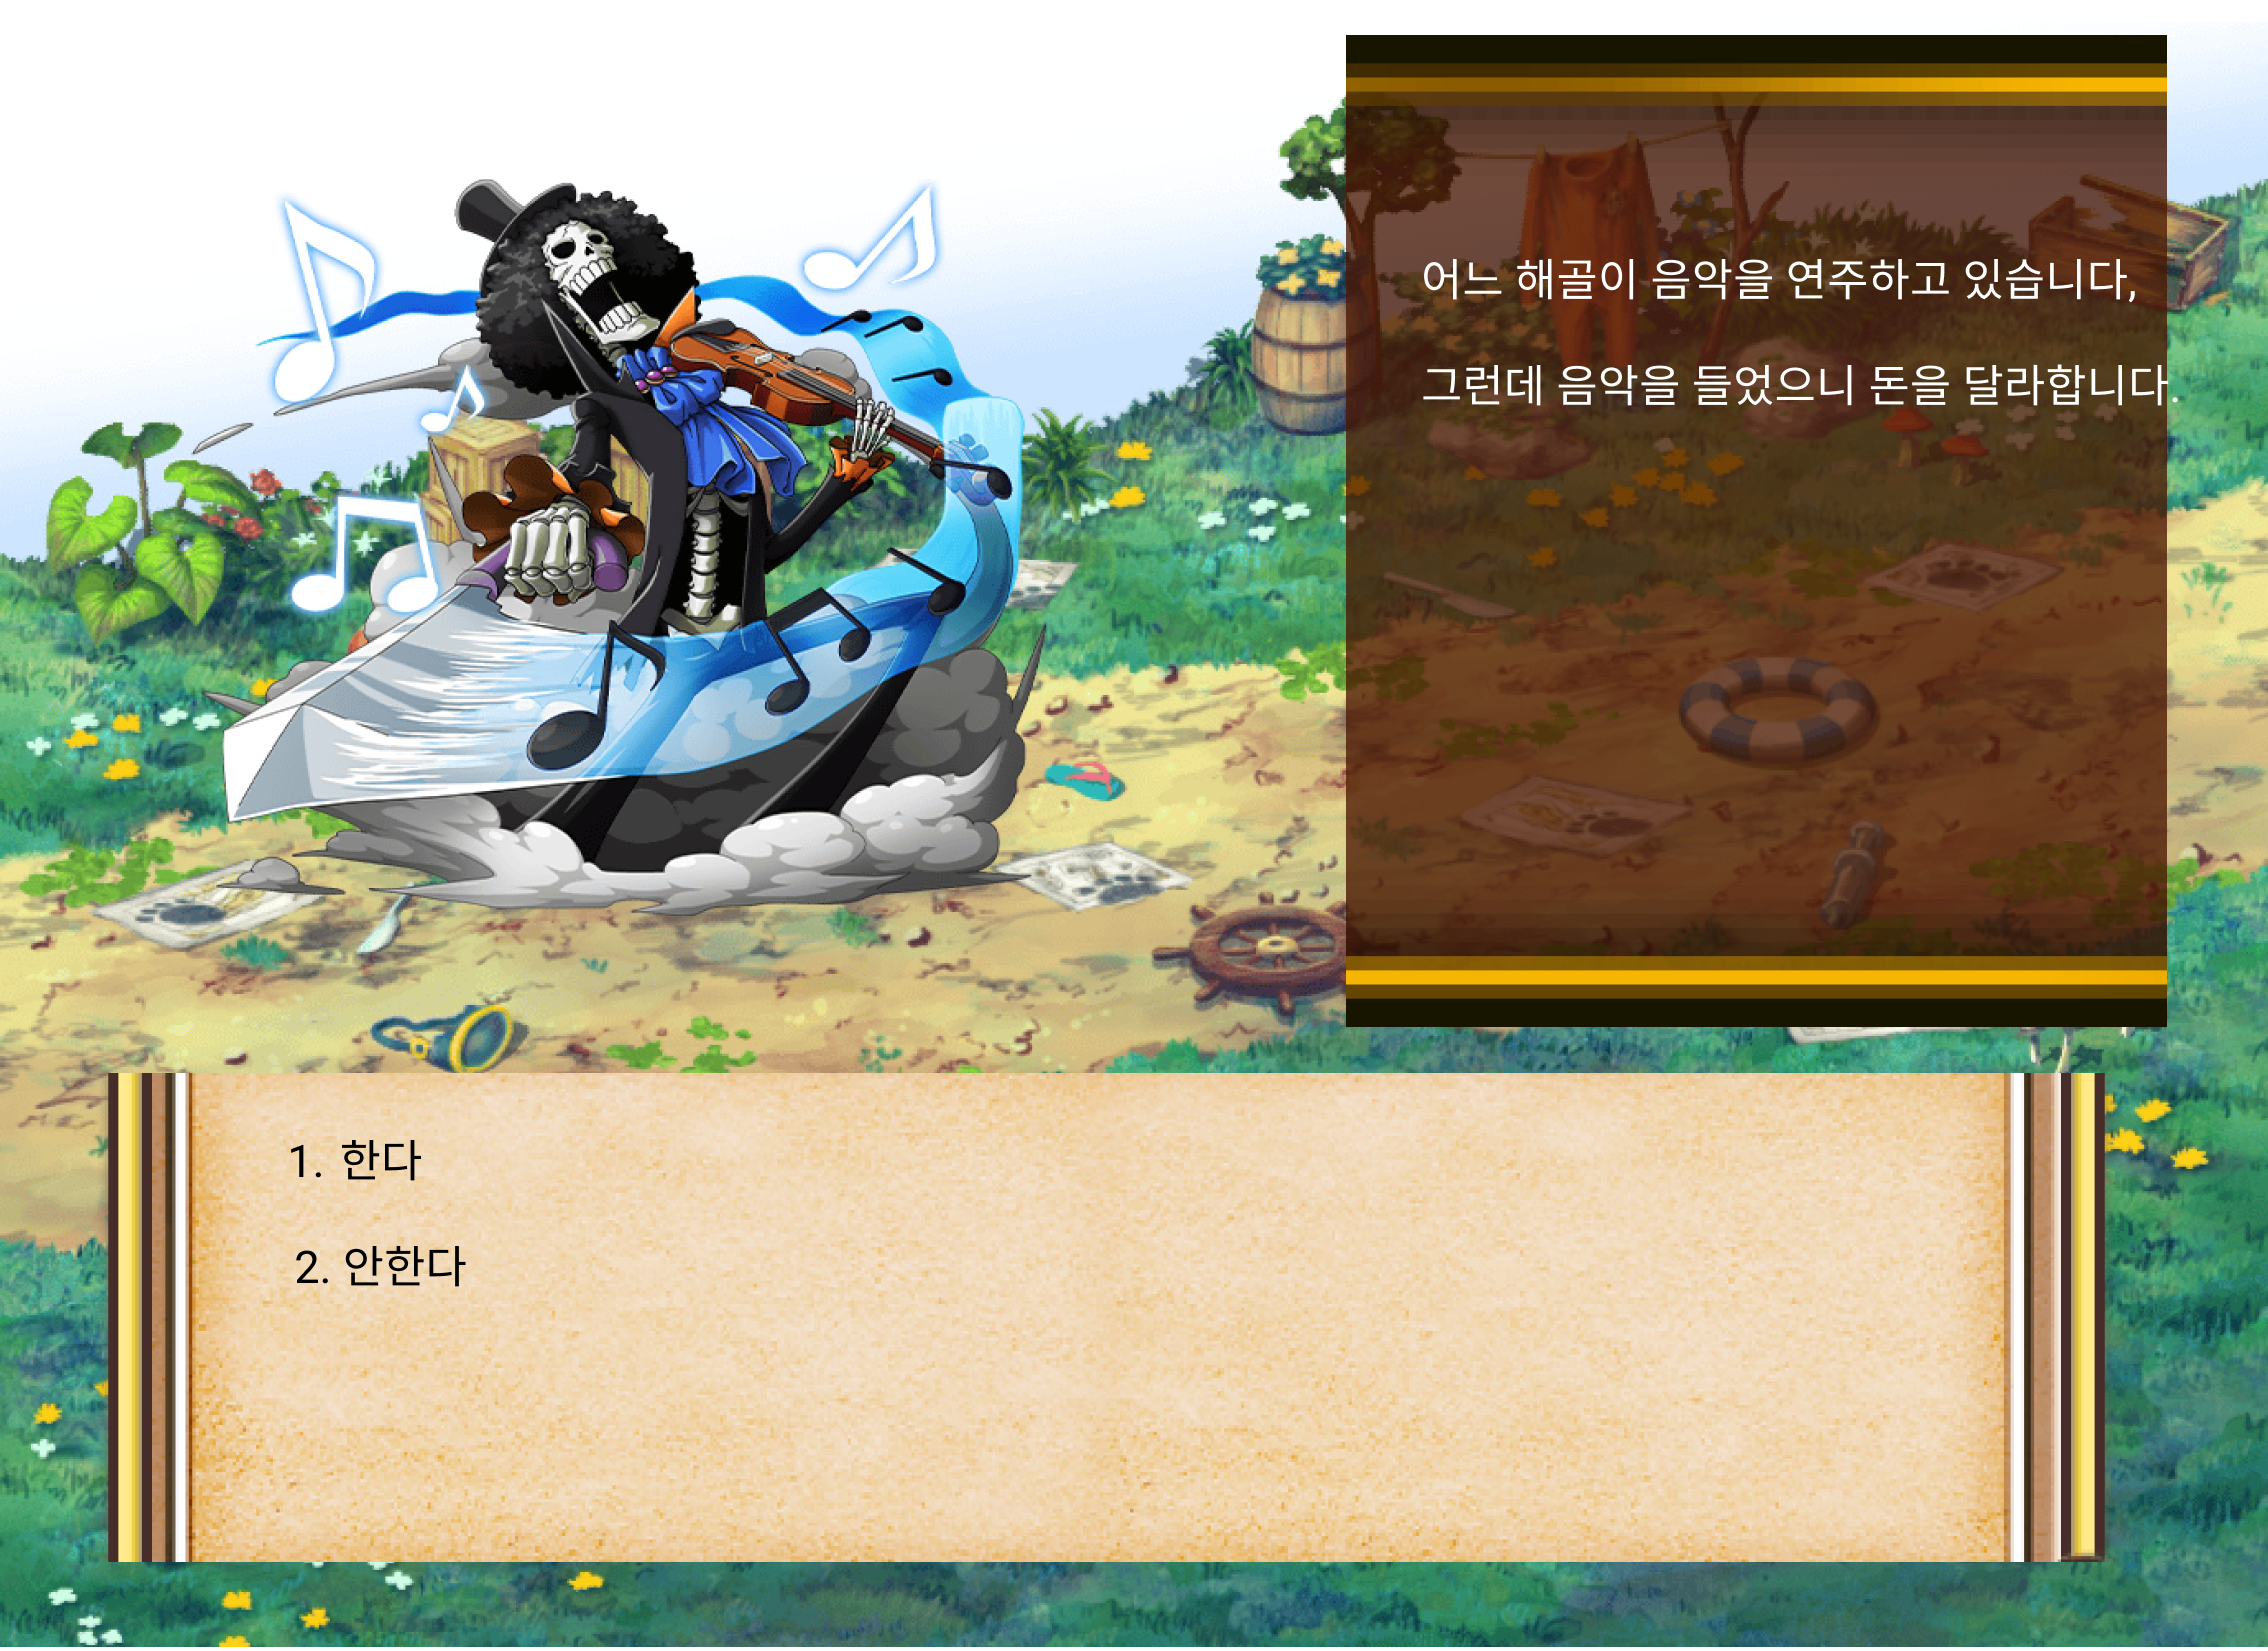 어느 해골이 음악을 연주하고 있습니다,
그런데 음악을 들었으니 돈을 달라합니다.
1. 한다
2. 안한다